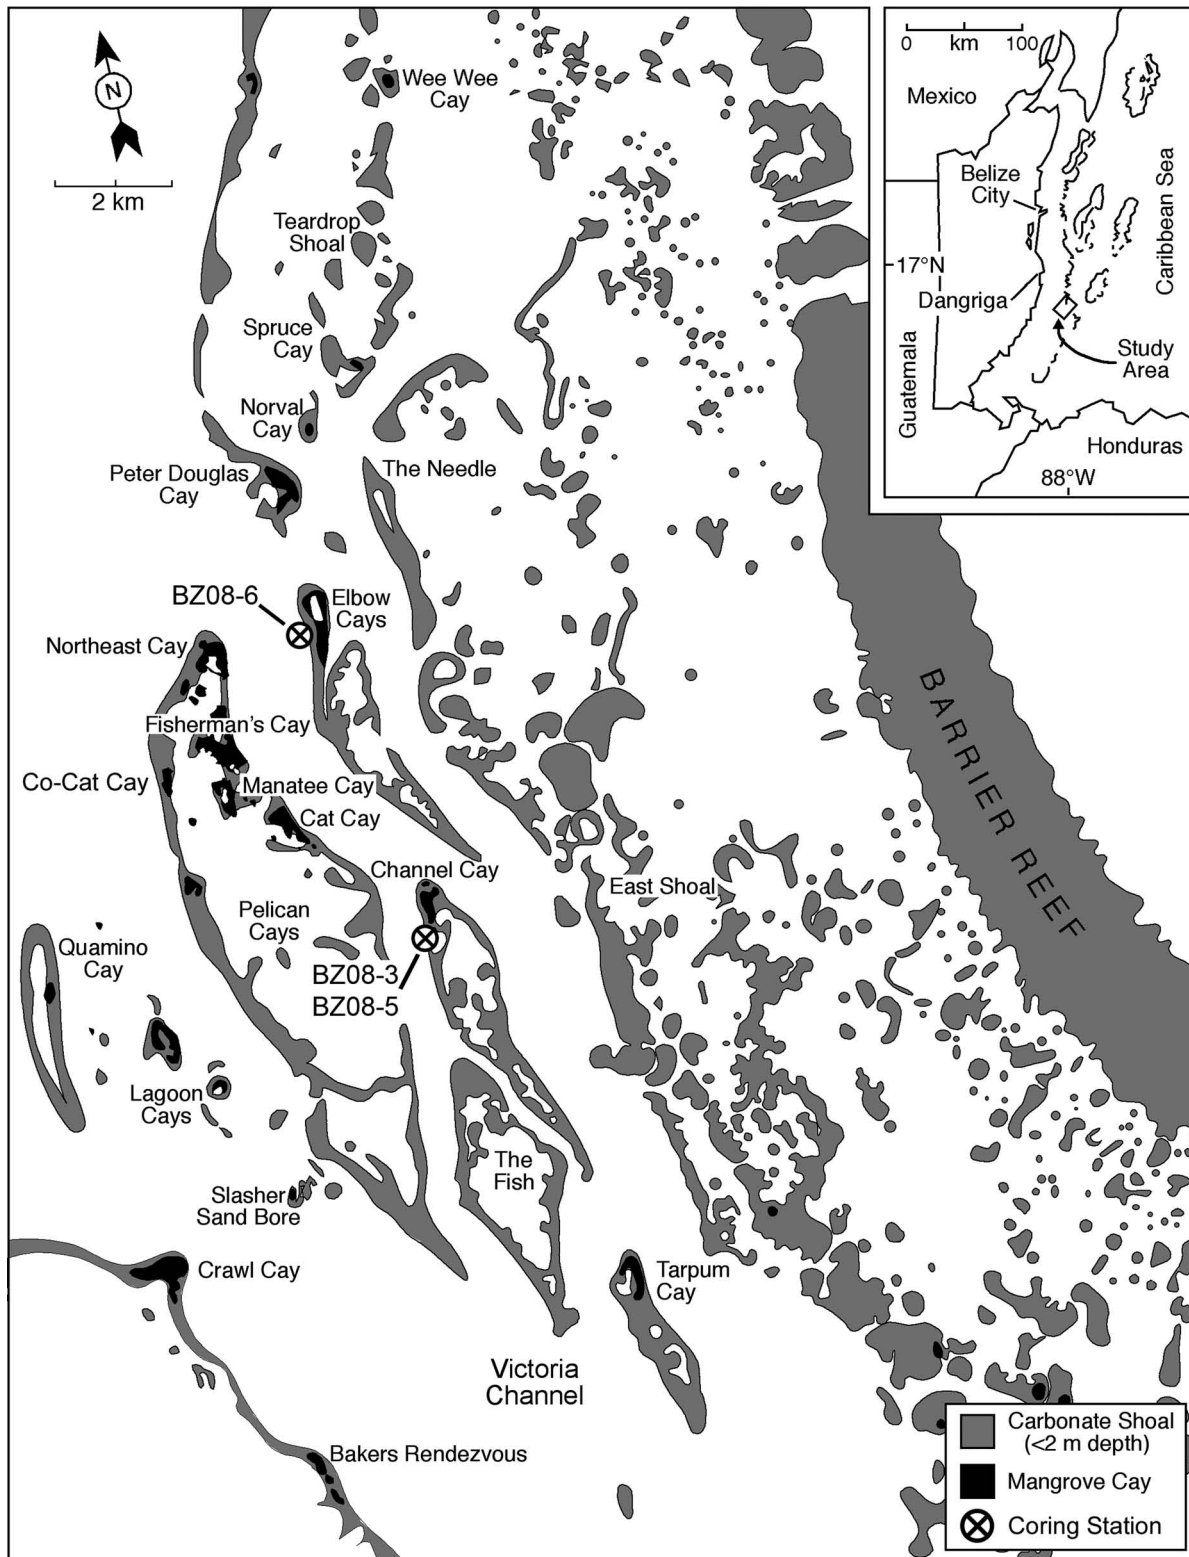 N
2 km
Wee Wee
Cay
Teardrop
Shoal
Spruce
Cay
Norval
Cay
Peter Douglas
Cay
The Needle
BZ08-6
Elbow
Cays
Northeast Cay
Fisherman's Cay
Co-Cat Cay
Manatee Cay
Cat Cay
Channel Cay
East Shoal
Pelican
Cays
Quamino
Cay
BZ08-3
BZ08-5
Lagoon
Cays
The
Fish
Slasher
Sand Bore
Crawl Cay
Tarpum
Cay
Victoria
Channel
Bakers Rendezvous
BARRIER REEF
0 km 100
Mexico
Belize
City
Caribbean Sea
17°N
Dangriga
Guatemala
Study
Area
Honduras
88°W
Carbonate Shoal
(<2 m depth)
Mangrove Cay
Coring Station